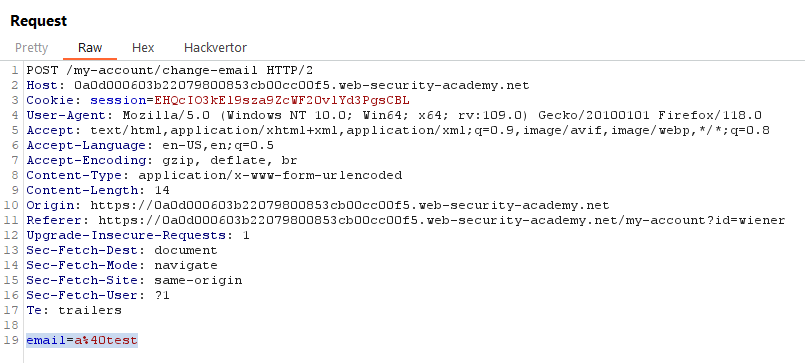 Request
Pretty Raw Hex Hackvertor
1 POST /my-account/change-email HTTP/2
2 Host: 0a0d000603b22079800853cb00cc00f5.web-security-academy.net
3 Cookie: session=EHQcIO3kEl9sza9ZcWF2OvlYd3PgsCBL
4 User-Agent: Mozilla/5.0 (Windows NT 10.0; Win64; x64; rv:109.0) Gecko/20100101 Firefox/118.0
5 Accept: text/html,application/xhtml+xml,application/xml;q=0.9,image/avif,image/webp,*/*;q=0.8
6 Accept-Language: en-US,en;q=0.5
7 Accept-Encoding: gzip, deflate, br
8 Content-Type: application/x-www-form-urlencoded
9 Content-Length: 14
10 Origin: https://0a0d000603b22079800853cb00cc00f5.web-security-academy.net
11 Referer: https://0a0d000603b22079800853cb00cc00f5.web-security-academy.net/my-account?id=wiener
12 Upgrade-Insecure-Requests: 1
13 Sec-Fetch-Dest: document
14 Sec-Fetch-Mode: navigate
15 Sec-Fetch-Site: same-origin
16 Sec-Fetch-User: ?1
17 Te: trailers
18
19 email=a%40test